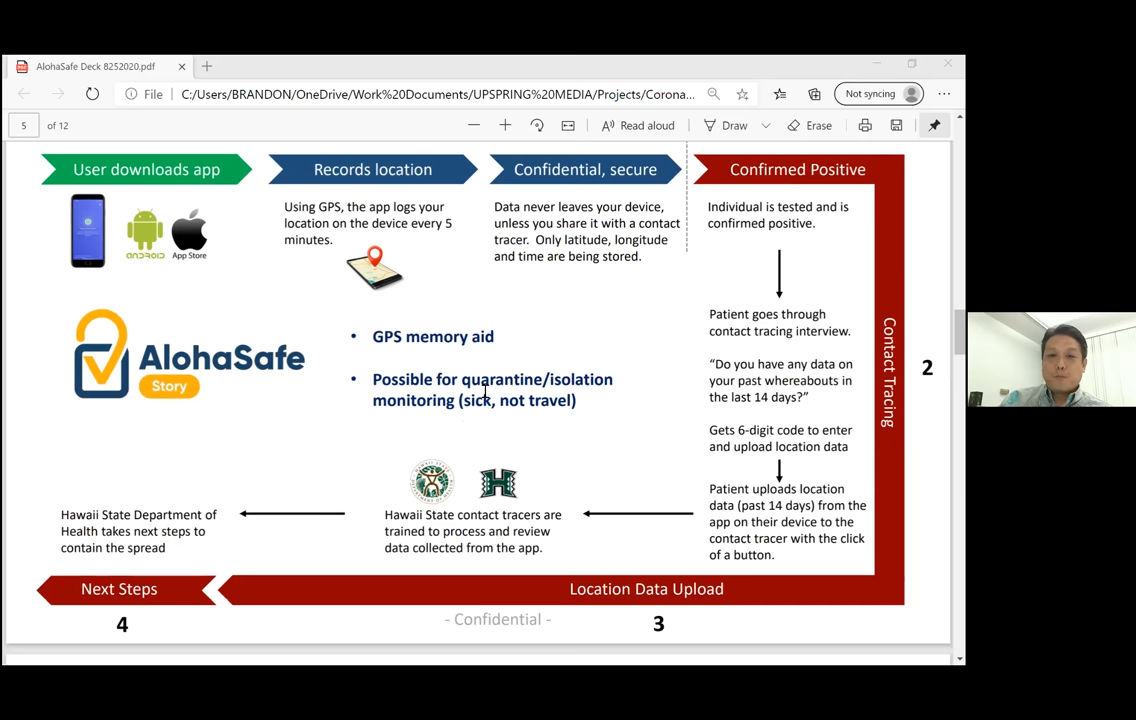 AlohaSafe Deck 8252020.pdf
File
C:/Users/BRANDON/OneDrive/Work%20Documents/UPSPRING%20MEDIA/Projects/Corona...
Not syncing
5
of 12
Read aloud
Draw
Erase
User downloads app
Records location
Confidential, secure
Confirmed Positive
ANDROID
App Store
Using GPS, the app logs your
location on the device every 5
minutes.
Data never leaves your device,
unless you share it with a contact
tracer. Only latitude, longitude
and time are being stored.
Individual is tested and is
confirmed positive.
AlohaSafe
Story
• GPS memory aid
• Possible for quarantine/isolation
monitoring (sick, not travel)
Patient goes through
contact tracing interview.
“Do you have any data on
your past whereabouts in
the last 14 days?”
Gets 6-digit code to enter
and upload location data
Contact Tracing
2
Patient uploads location
data (past 14 days) from the
app on their device to the
contact tracer with the click
of a button.
H
Hawaii State contact tracers are
trained to process and review
data collected from the app.
Hawaii State Department of
Health takes next steps to
contain the spread
Next Steps
Location Data Upload
4
- Confidential -
3